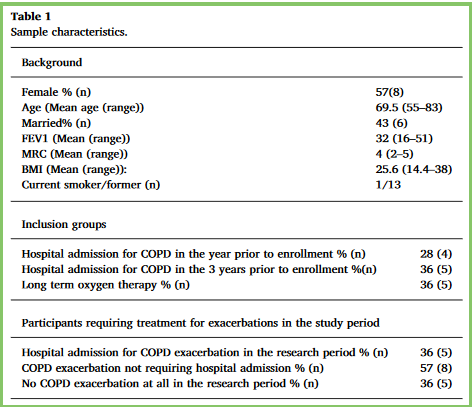 Table 1
Sample characteristics.
Background
Female % (n) 57(8)
Age (Mean age (range)) 69.5 (55–83)
Married% (n) 43 (6)
FEV1 (Mean (range)) 32 (16–51)
MRC (Mean (range)) 4 (2–5)
BMI (Mean (range)): 25.6 (14.4–38)
Current smoker/former (n) 1/13
Inclusion groups
Hospital admission for COPD in the year prior to enrollment % (n) 28 (4)
Hospital admission for COPD in the 3 years prior to enrollment %(n) 36 (5)
Long term oxygen therapy % (n) 36 (5)
Participants requiring treatment for exacerbations in the study period
Hospital admission for COPD exacerbation in the research period % (n) 36 (5)
COPD exacerbation not requiring hospital admission % (n) 57 (8)
No COPD exacerbation at all in the research period % (n) 36 (5)